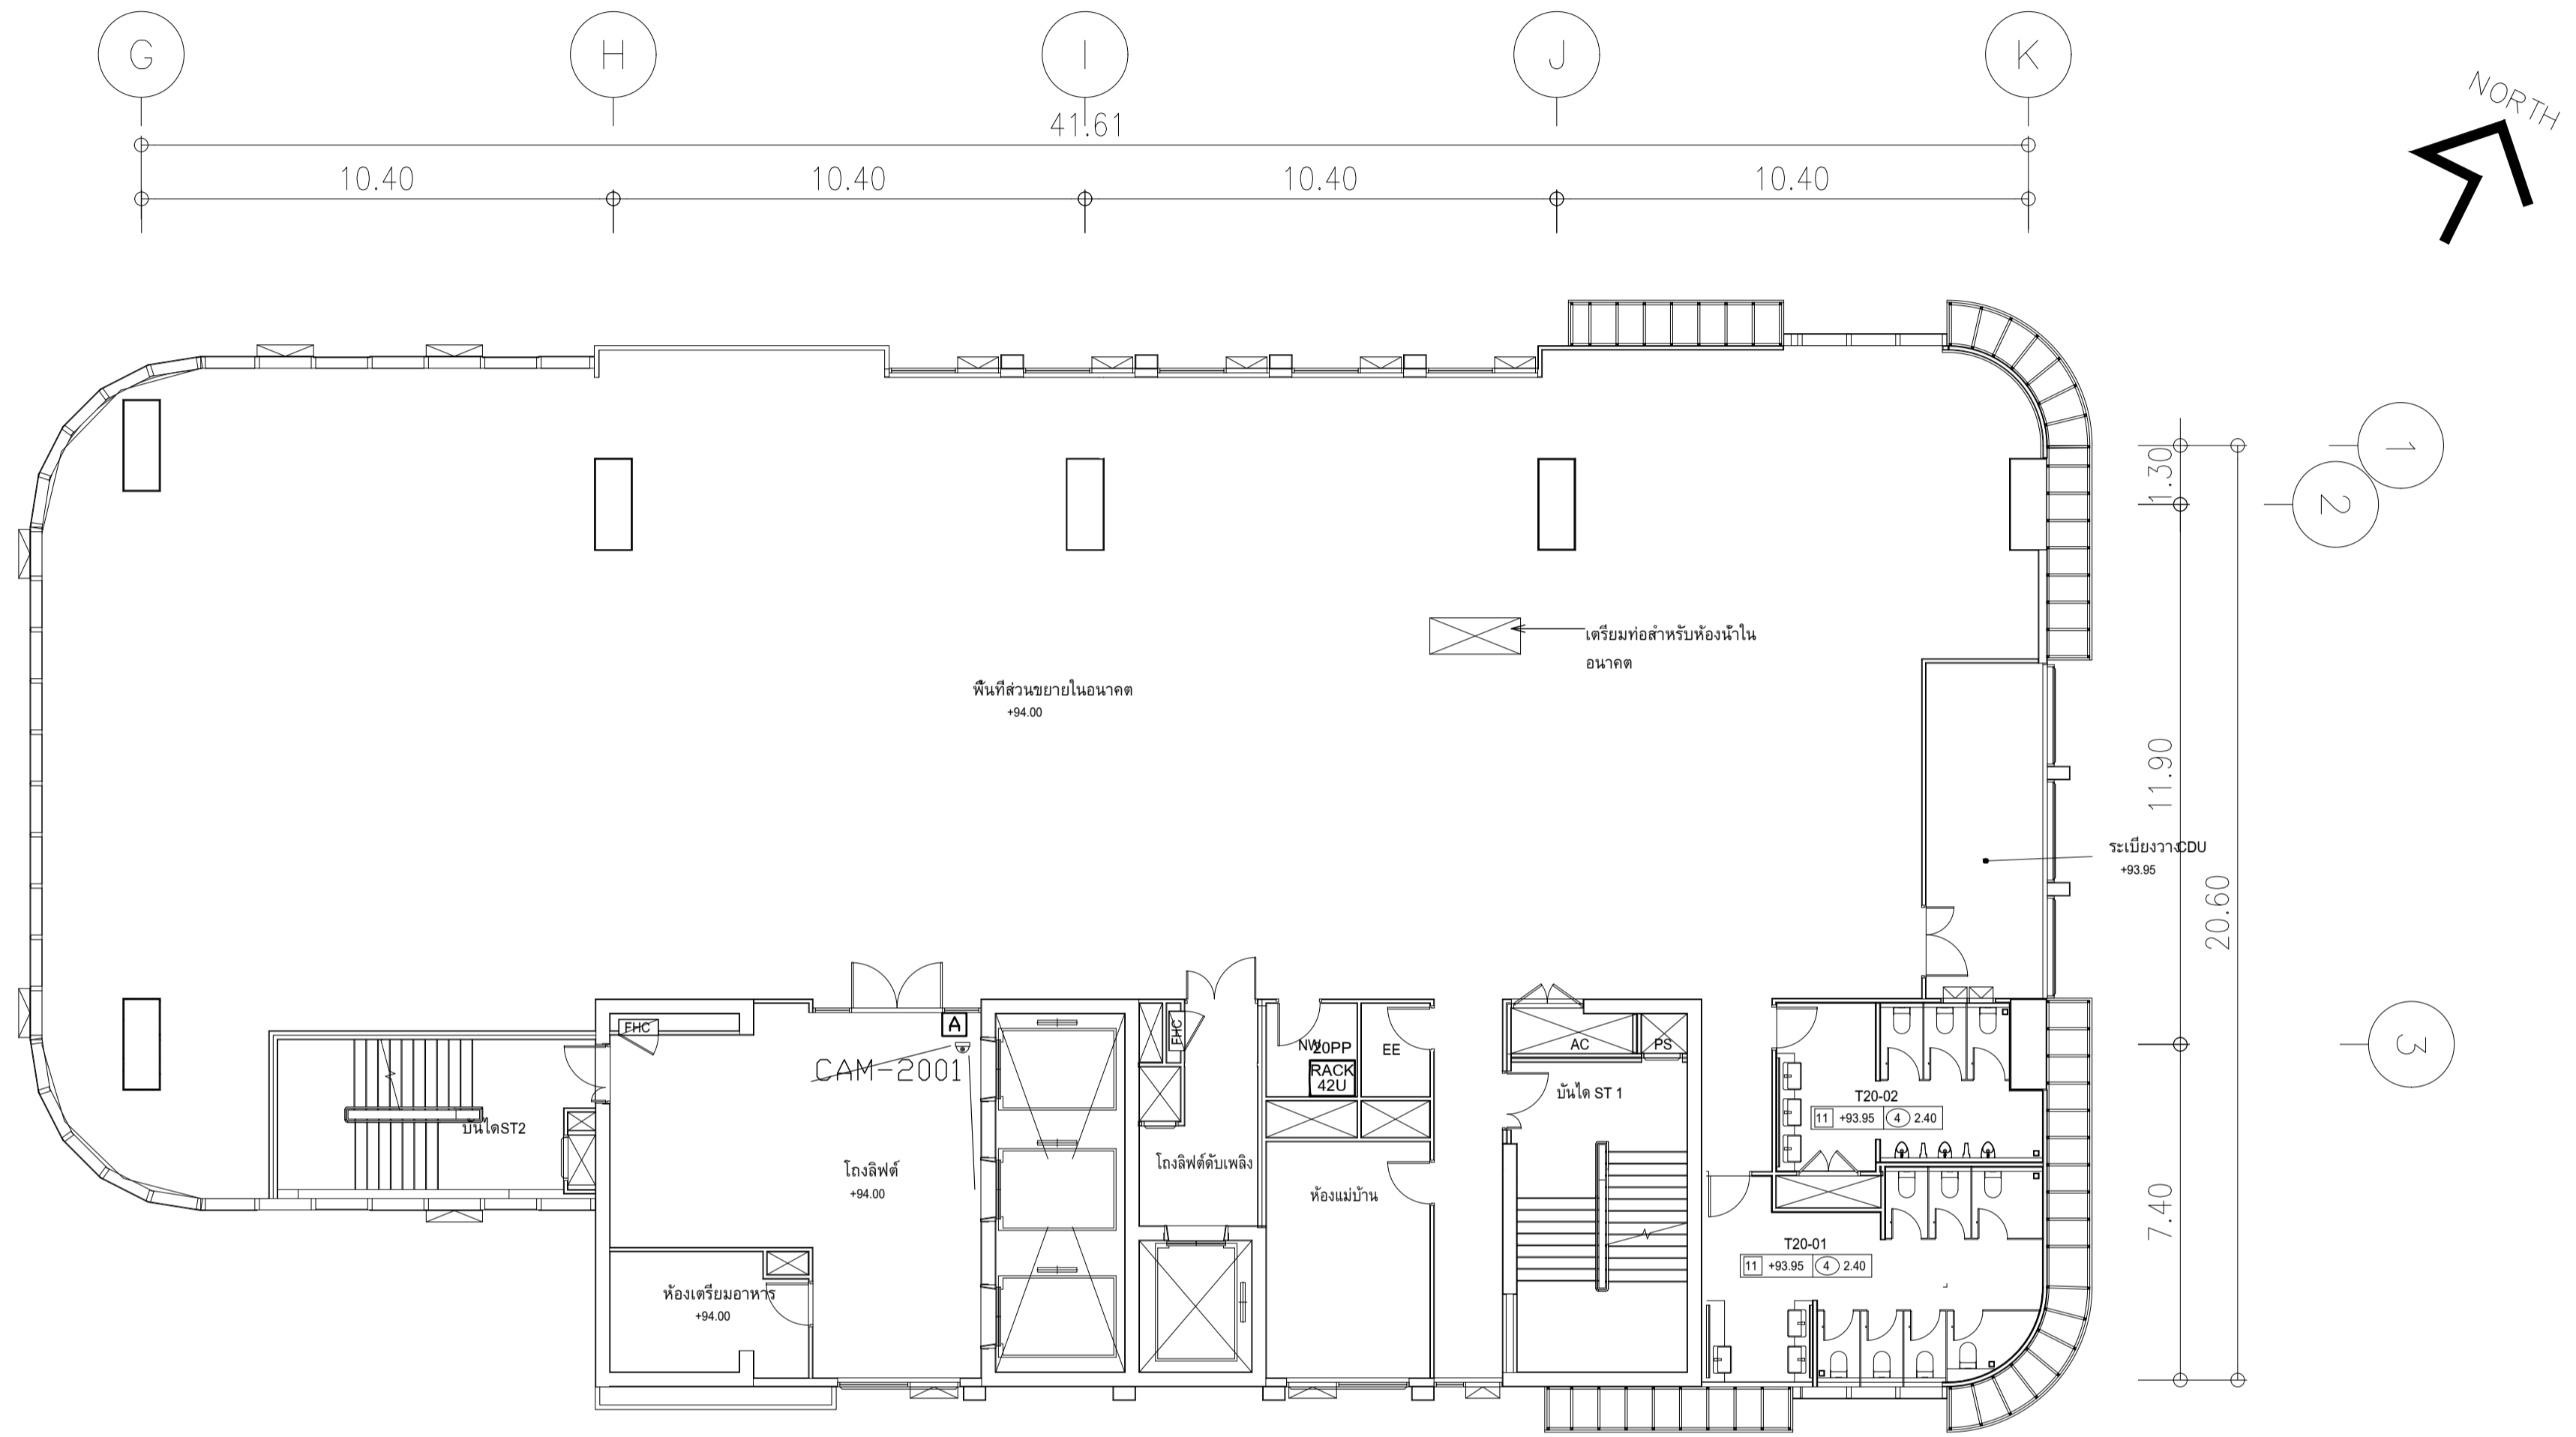 G
H
I
J
K
NORTH
41.61
10.40
10.40
10.40
10.40
1
2
1.30
เตรียมท่อสำหรับห้องน้ำใน
อนาคต
พื้นที่ส่วนขยายในอนาคต
+94.00
11.90
ระเบียงวางCDU
+93.95
20.60
3
FHC
A
FHC
NW
20PP
RACK
42U
EE
AC
PS
CAM-2001
บันได ST 1
T20-02
11 +93.95 4 2.40
บันไดST2
โถงลิฟต์
+94.00
โถงลิฟต์ดับเพลิง
ห้องแม่บ้าน
7.40
T20-01
11 +93.95 4 2.40
ห้องเตรียมอาหาร
+94.00